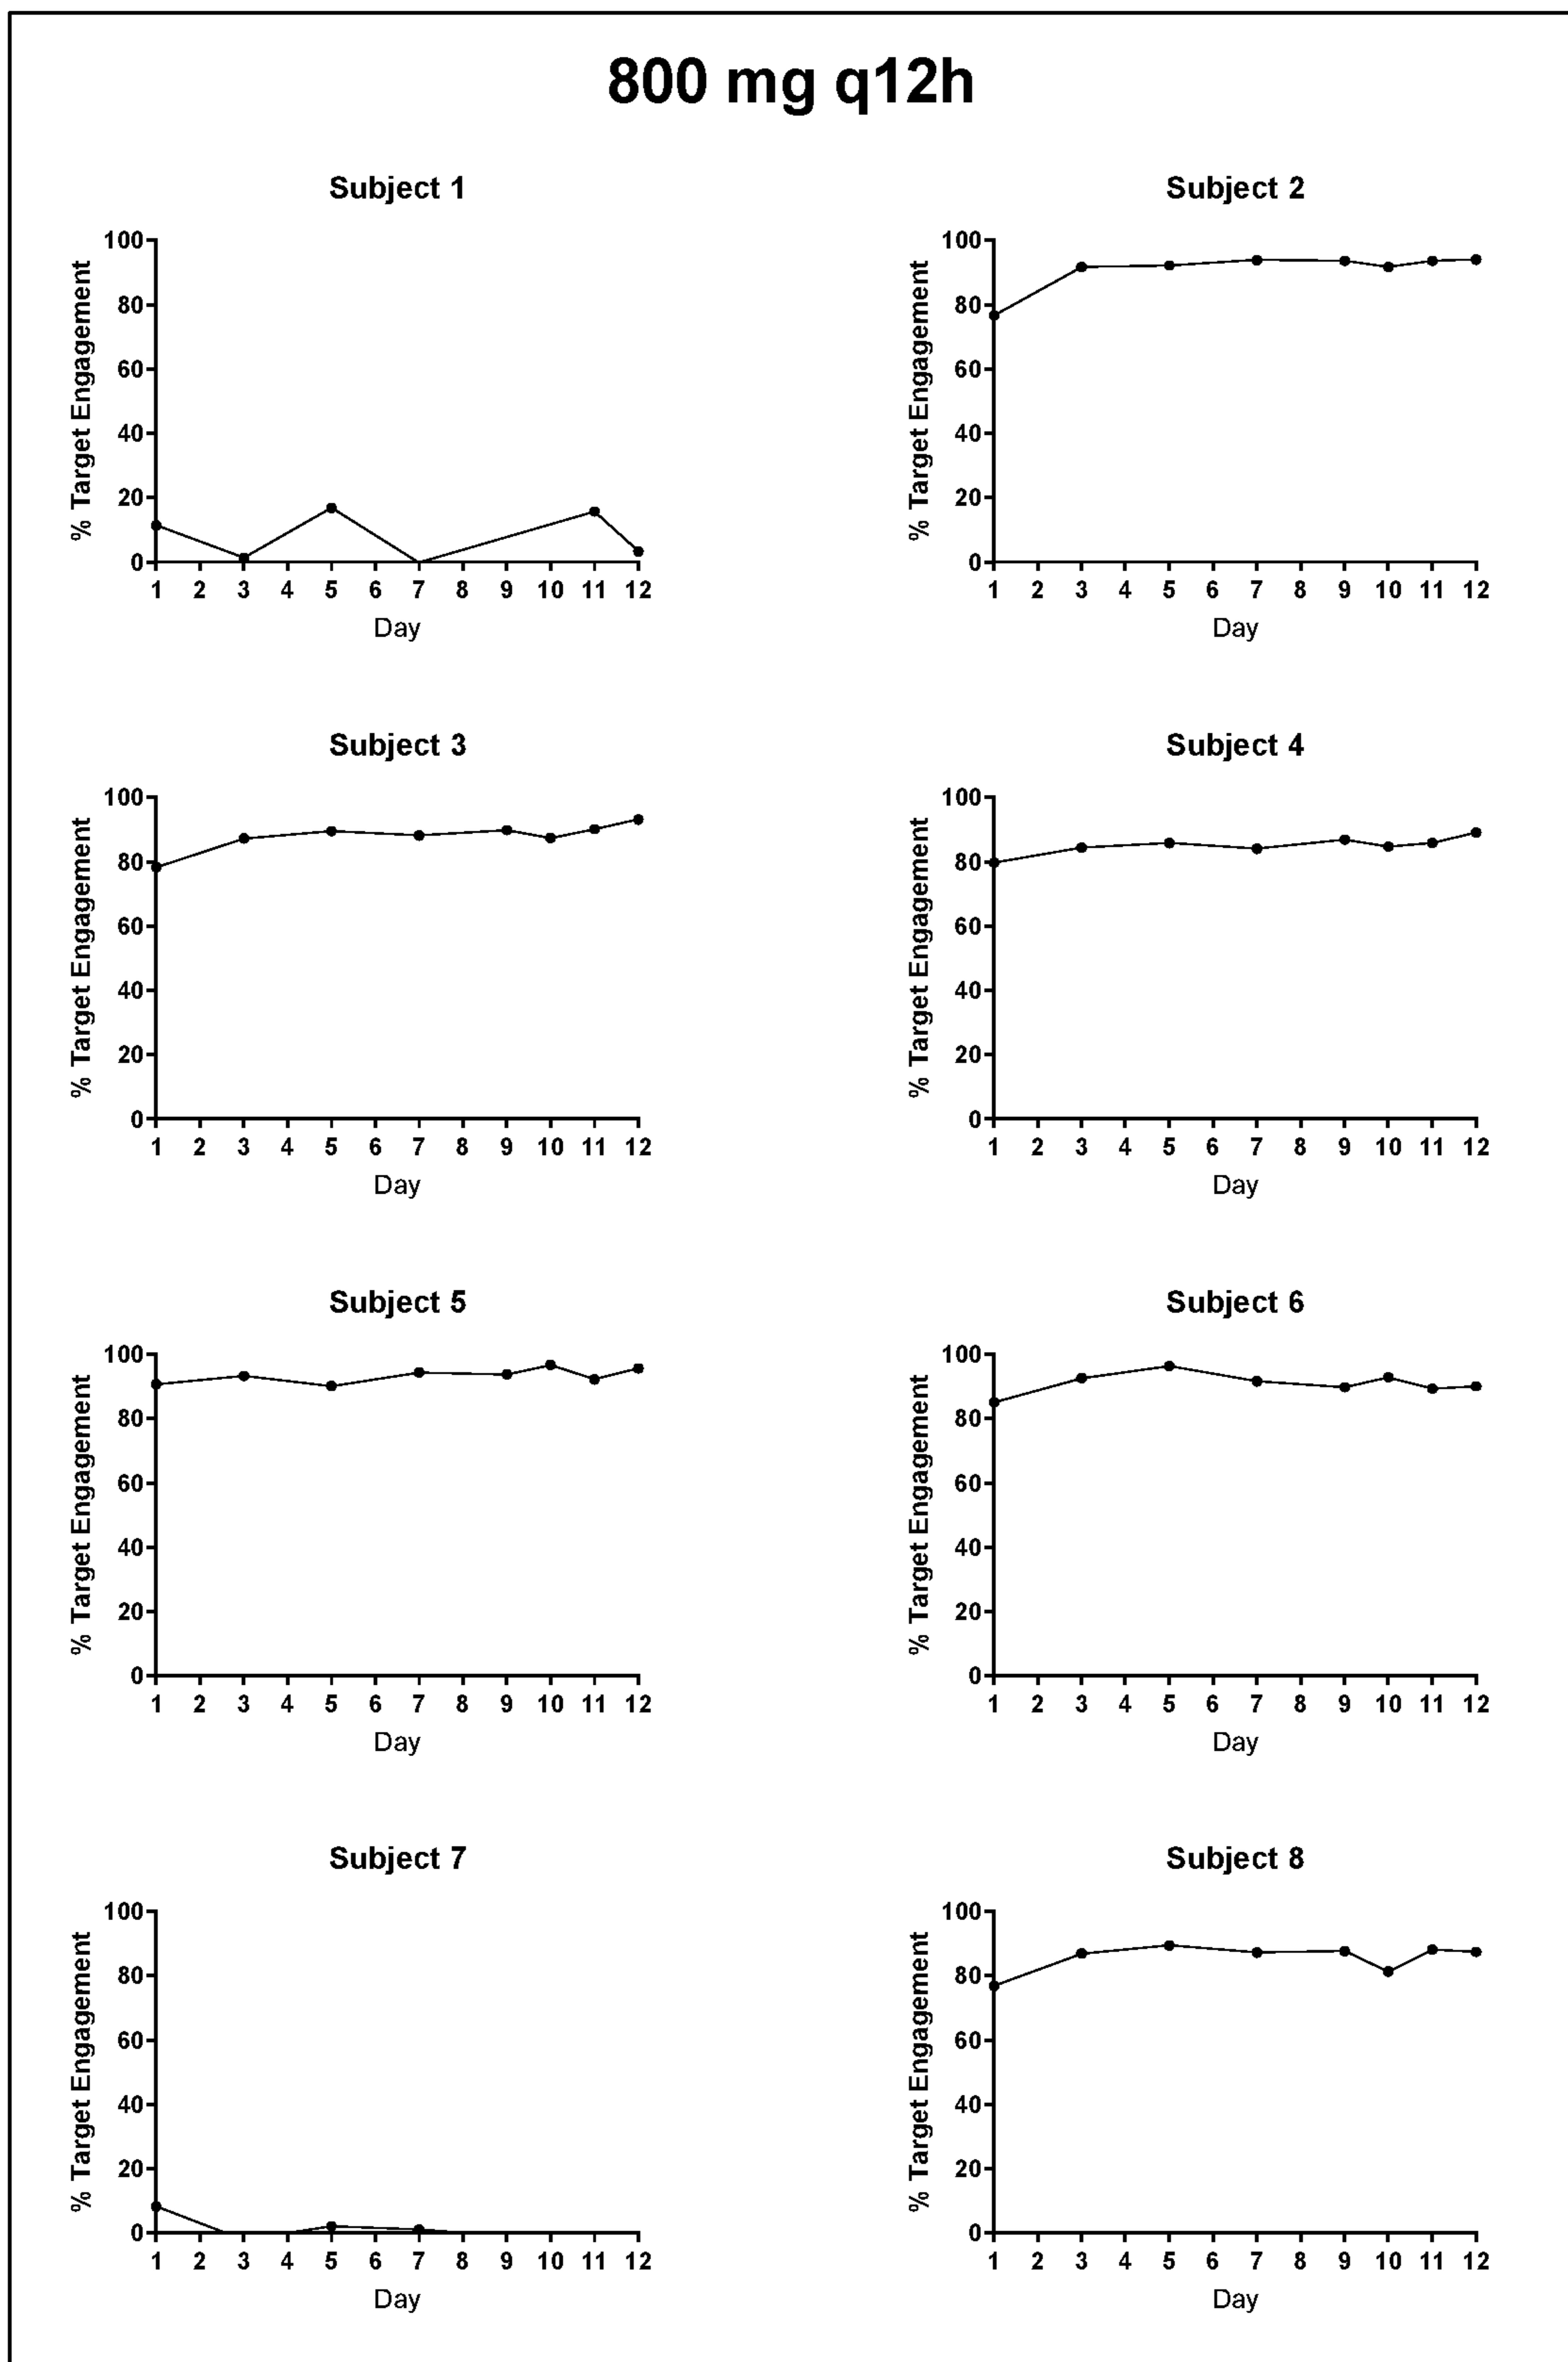 800 mg q12h
Subject 1
% Target Engagement
100
80
60
40
20
0
1 2 3 4 5 6 7 8 9 10 11 12
Day
Subject 2
% Target Engagement
100
80
60
40
20
0
1 2 3 4 5 6 7 8 9 10 11 12
Day
Subject 3
% Target Engagement
100
80
60
40
20
0
1 2 3 4 5 6 7 8 9 10 11 12
Day
Subject 4
% Target Engagement
100
80
60
40
20
0
1 2 3 4 5 6 7 8 9 10 11 12
Day
Subject 5
% Target Engagement
100
80
60
40
20
0
1 2 3 4 5 6 7 8 9 10 11 12
Day
Subject 6
% Target Engagement
100
80
60
40
20
0
1 2 3 4 5 6 7 8 9 10 11 12
Day
Subject 7
% Target Engagement
100
80
60
40
20
0
1 2 3 4 5 6 7 8 9 10 11 12
Day
Subject 8
% Target Engagement
100
80
60
40
20
0
1 2 3 4 5 6 7 8 9 10 11 12
Day